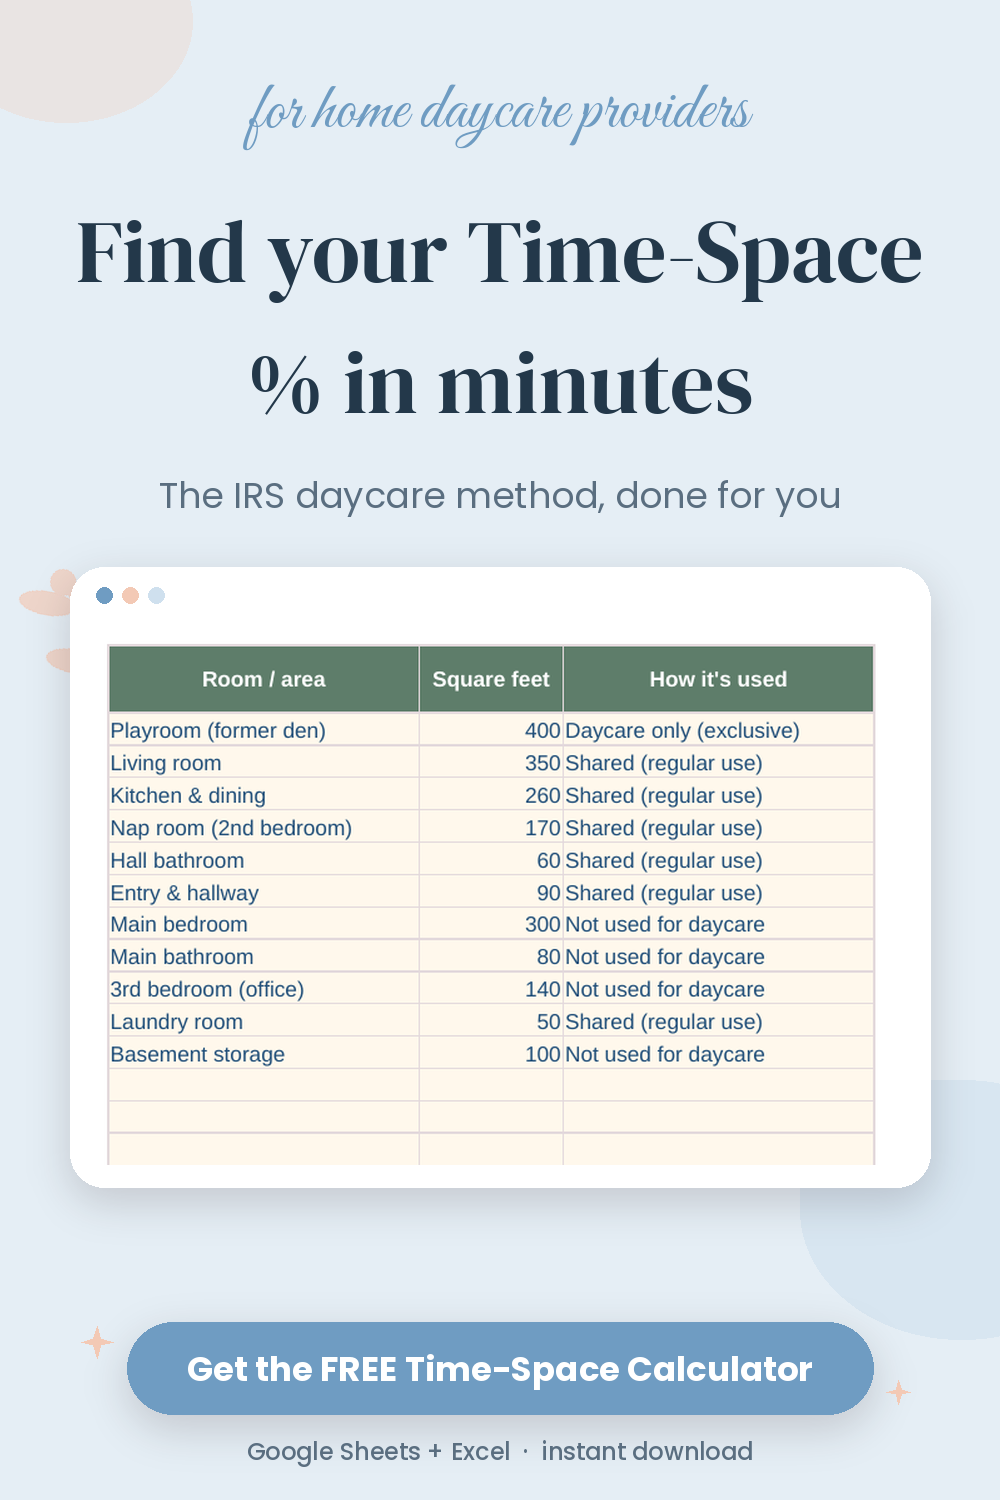 for home daycare providers
Find your Time-Space
% in minutes
The IRS daycare method, done for you
Room / area Square feet How it's used
Playroom (former den) 400 Daycare only (exclusive)
Living room 350 Shared (regular use)
Kitchen & dining 260 Shared (regular use)
Nap room (2nd bedroom) 170 Shared (regular use)
Hall bathroom 60 Shared (regular use)
Entry & hallway 90 Shared (regular use)
Main bedroom 300 Not used for daycare
Main bathroom 80 Not used for daycare
3rd bedroom (office) 140 Not used for daycare
Laundry room 50 Shared (regular use)
Basement storage 100 Not used for daycare
Get the FREE Time-Space Calculator
Google Sheets + Excel · instant download